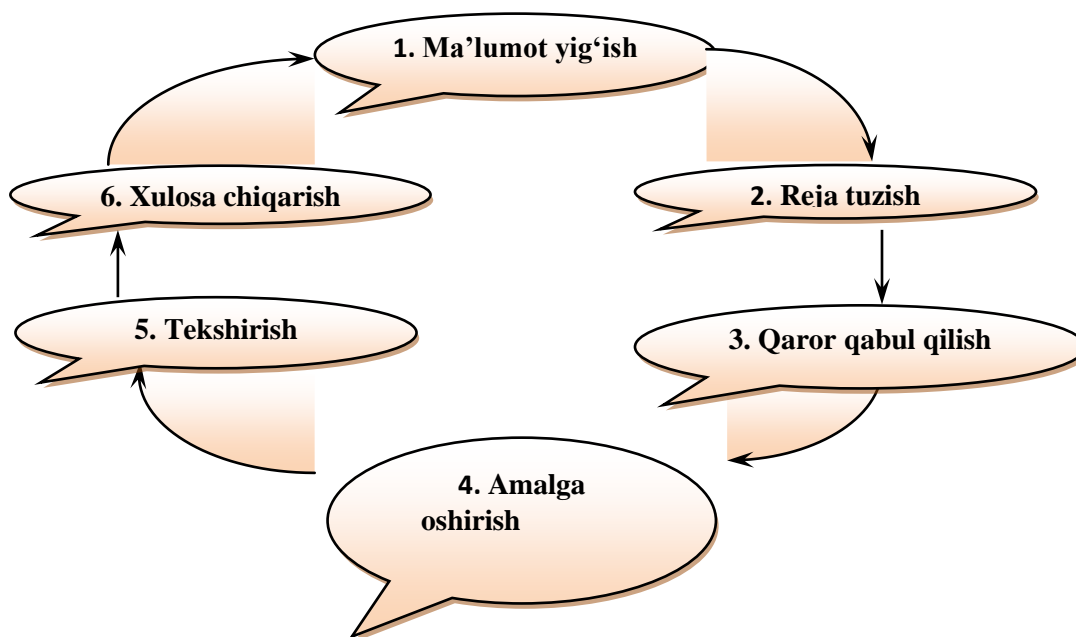 1. Ma’lumot yig‘ish
2. Reja tuzish
3. Qaror qabul qilish
4. Amalga
oshirish
5. Tekshirish
6. Xulosa chiqarish